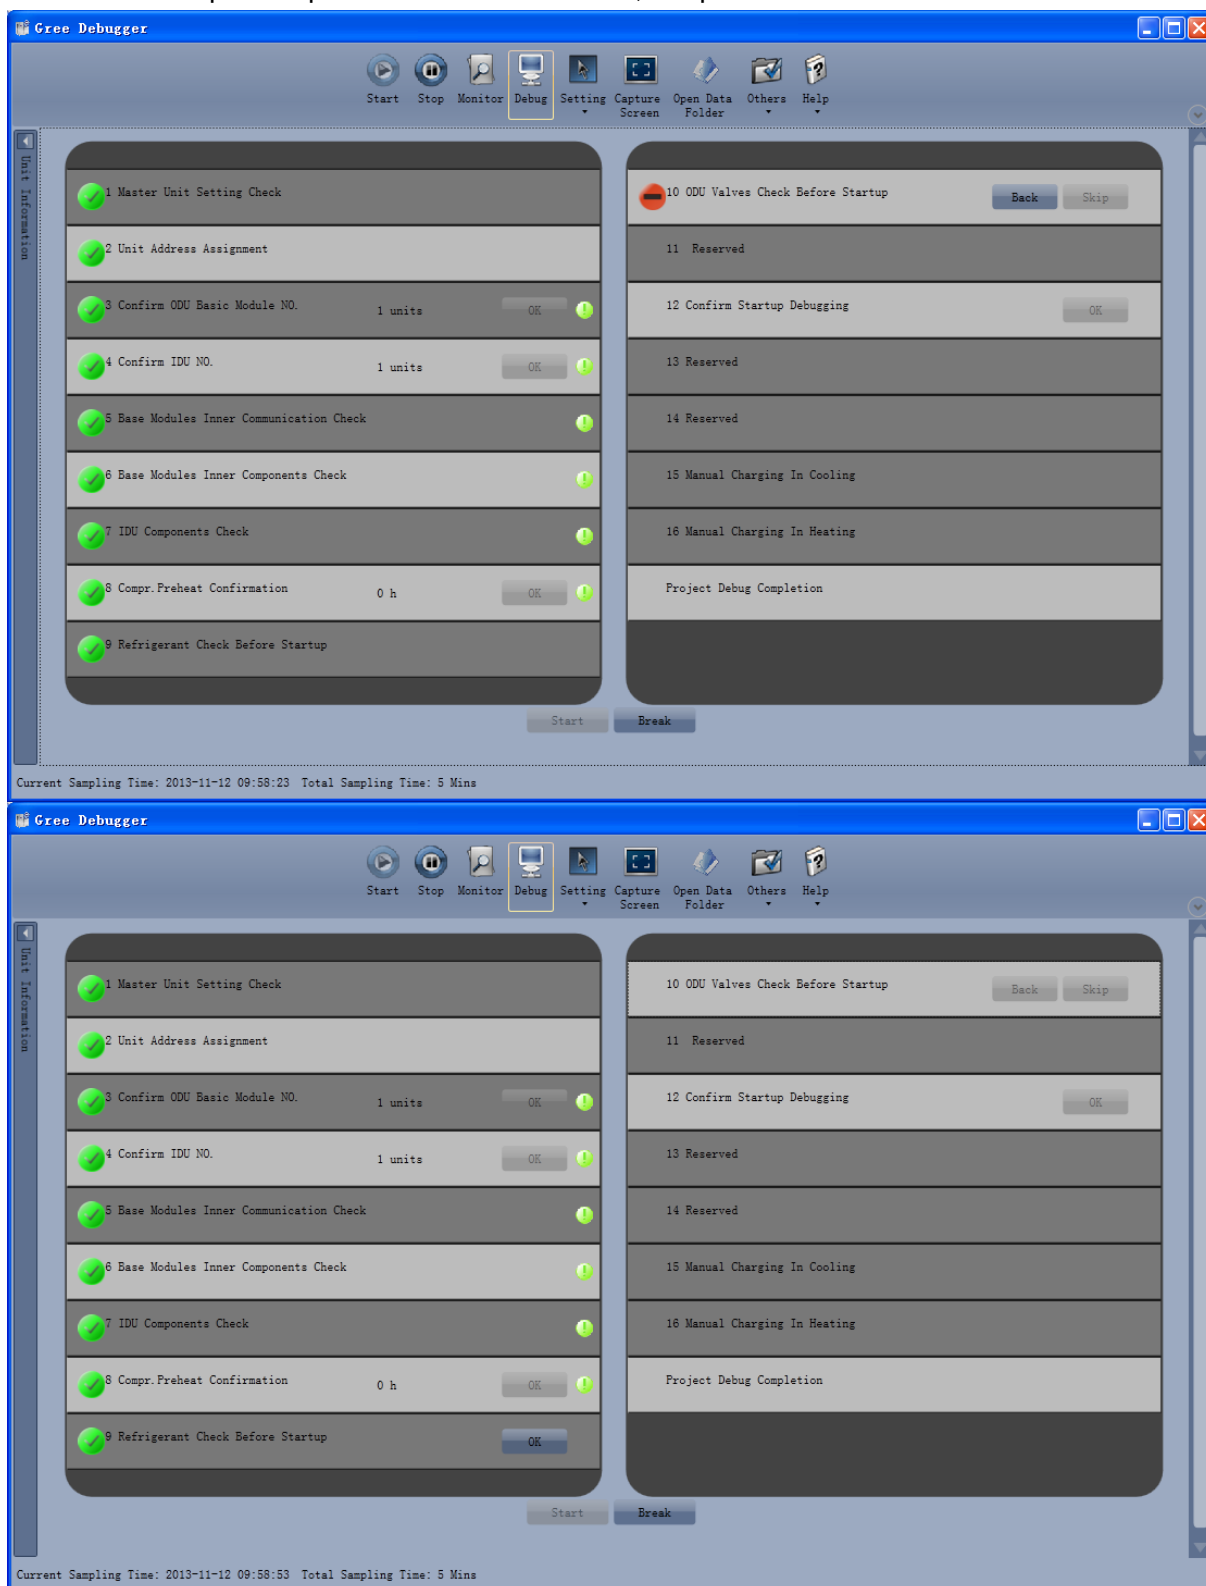 Gree Debugger
Start Stop Monitor Debug Setting Capture Screen Open Data Folder Others Help
Unit Information
1 Master Unit Setting Check
2 Unit Address Assignment
3 Confirm ODU Basic Module NO. 1 units OK
4 Confirm IDU NO. 1 units OK
5 Base Modules Inner Communication Check
6 Base Modules Inner Components Check
7 IDU Components Check
8 Compr.Preheat Confirmation 0 h OK
9 Refrigerant Check Before Startup
10 ODU Valves Check Before Startup Back Skip
11 Reserved
12 Confirm Startup Debugging OK
13 Reserved
14 Reserved
15 Manual Charging In Cooling
16 Manual Charging In Heating
Project Debug Completion
Start Break
Current Sampling Time: 2013-11-12 09:58:23 Total Sampling Time: 5 Mins
Gree Debugger
Start Stop Monitor Debug Setting Capture Screen Open Data Folder Others Help
Unit Information
1 Master Unit Setting Check
2 Unit Address Assignment
3 Confirm ODU Basic Module NO. 1 units OK
4 Confirm IDU NO. 1 units OK
5 Base Modules Inner Communication Check
6 Base Modules Inner Components Check
7 IDU Components Check
8 Compr.Preheat Confirmation 0 h OK
9 Refrigerant Check Before Startup OK
10 ODU Valves Check Before Startup Back Skip
11 Reserved
12 Confirm Startup Debugging OK
13 Reserved
14 Reserved
15 Manual Charging In Cooling
16 Manual Charging In Heating
Project Debug Completion
Start Break
Current Sampling Time: 2013-11-12 09:58:53 Total Sampling Time: 5 Mins